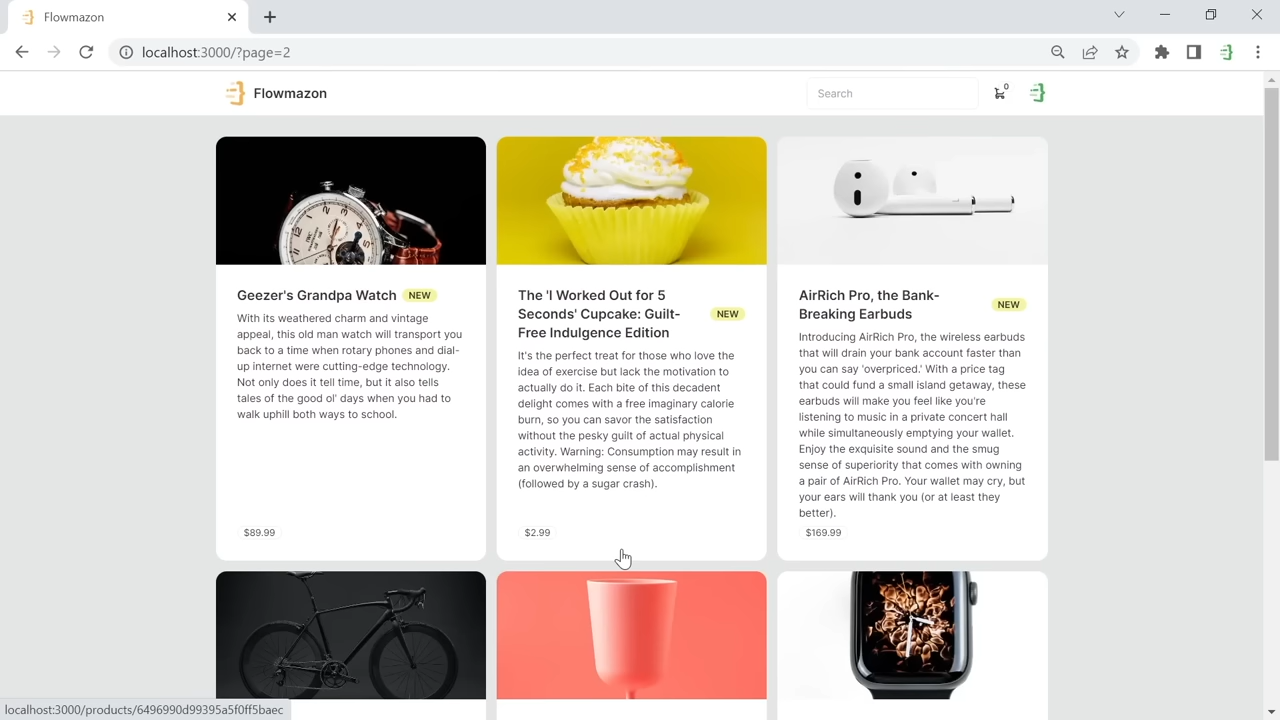 Flowmazon
localhost:3000/?page=2
Flowmazon
Search
0
Geezer's Grandpa Watch NEW
With its weathered charm and vintage
appeal, this old man watch will transport you
back to a time when rotary phones and dial-
up internet were cutting-edge technology.
Not only does it tell time, but it also tells
tales of the good ol' days when you had to
walk uphill both ways to school.
$89.99
The 'I Worked Out for 5
Seconds' Cupcake: Guilt-
Free Indulgence Edition
NEW
It's the perfect treat for those who love the
idea of exercise but lack the motivation to
actually do it. Each bite of this decadent
delight comes with a free imaginary calorie
burn, so you can savor the satisfaction
without the pesky guilt of actual physical
activity. Warning: Consumption may result in
an overwhelming sense of accomplishment
(followed by a sugar crash).
$2.99
AirRich Pro, the Bank-
Breaking Earbuds
NEW
Introducing AirRich Pro, the wireless earbuds
that will drain your bank account faster than
you can say 'overpriced.' With a price tag
that could fund a small island getaway, these
earbuds will make you feel like you're
listening to music in a private concert hall
while simultaneously emptying your wallet.
Enjoy the exquisite sound and the smug
sense of superiority that comes with owning
a pair of AirRich Pro. Your wallet may cry, but
your ears will thank you (or at least they
better).
$169.99